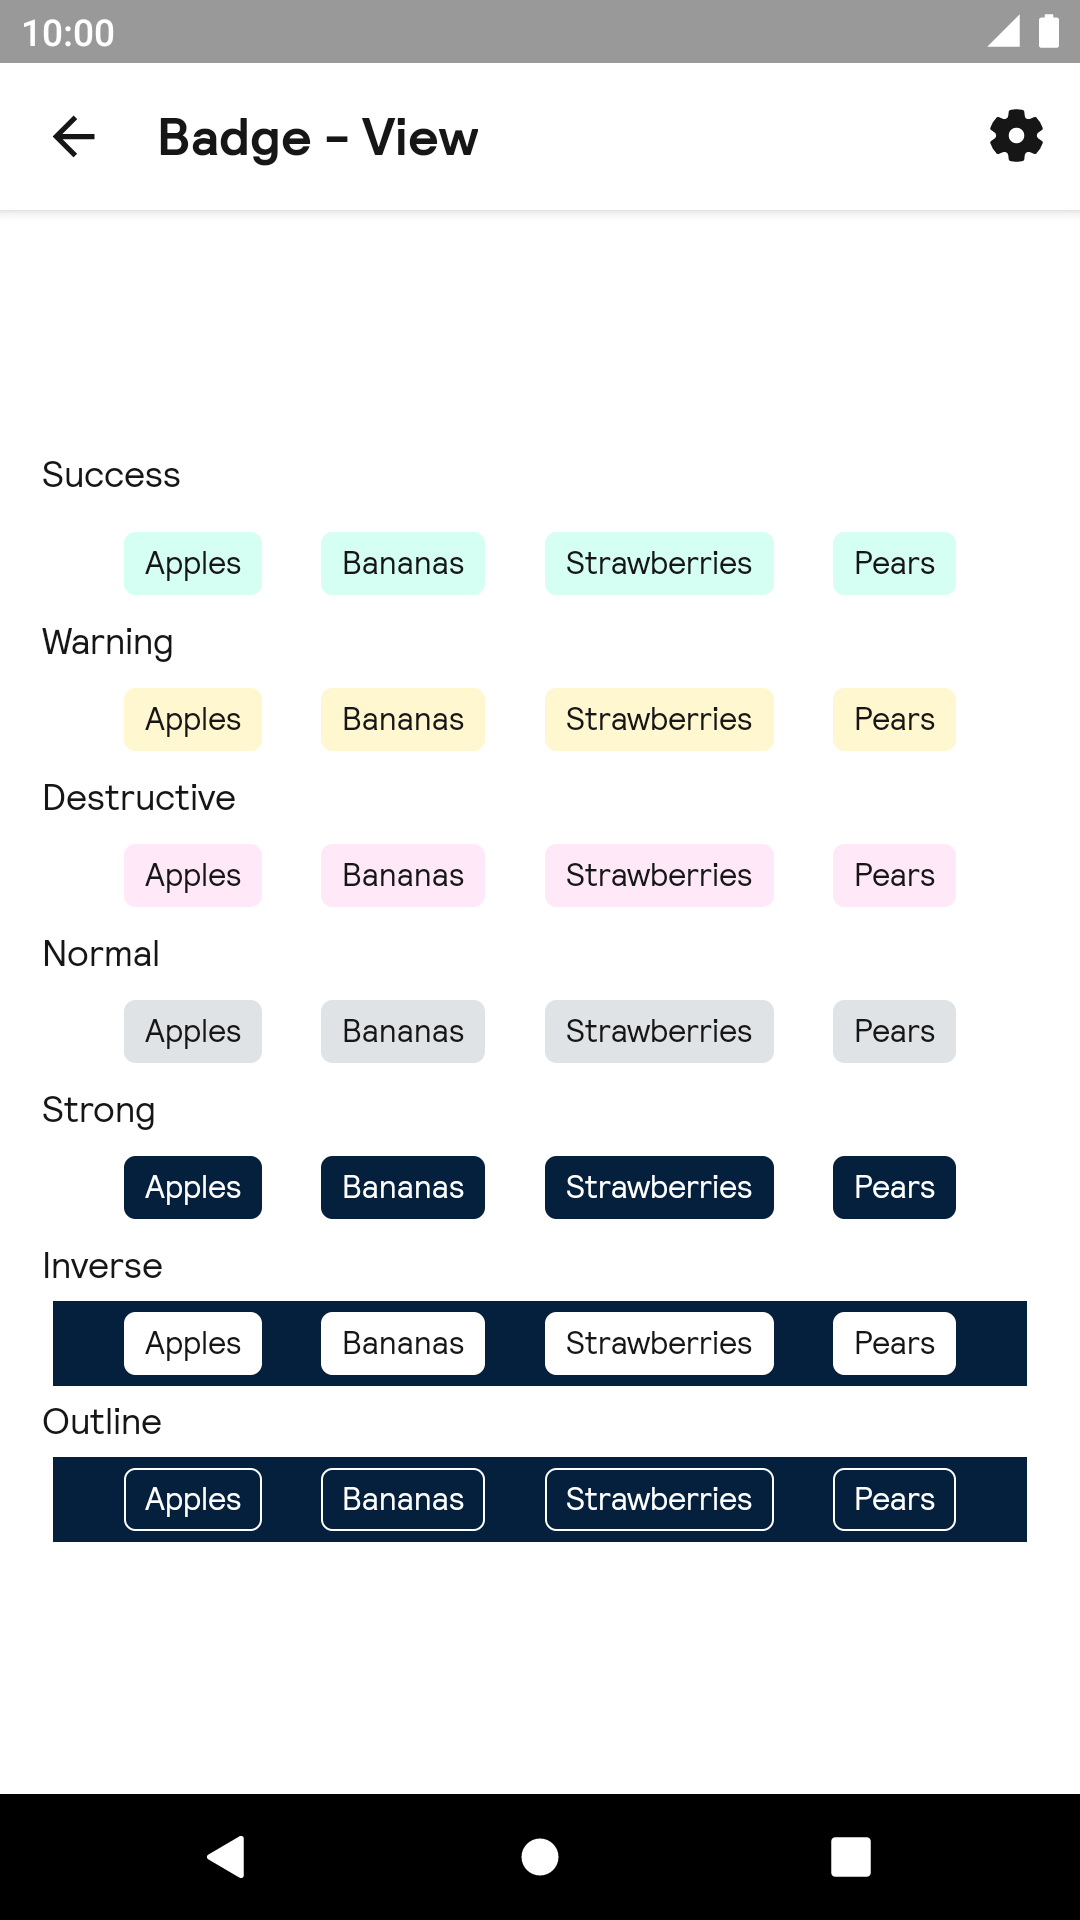 10:00
Badge - View
Success
Apples Bananas Strawberries Pears
Warning
Apples Bananas Strawberries Pears
Destructive
Apples Bananas Strawberries Pears
Normal
Apples Bananas Strawberries Pears
Strong
Apples Bananas Strawberries Pears
Inverse
Apples Bananas Strawberries Pears
Outline
Apples Bananas Strawberries Pears